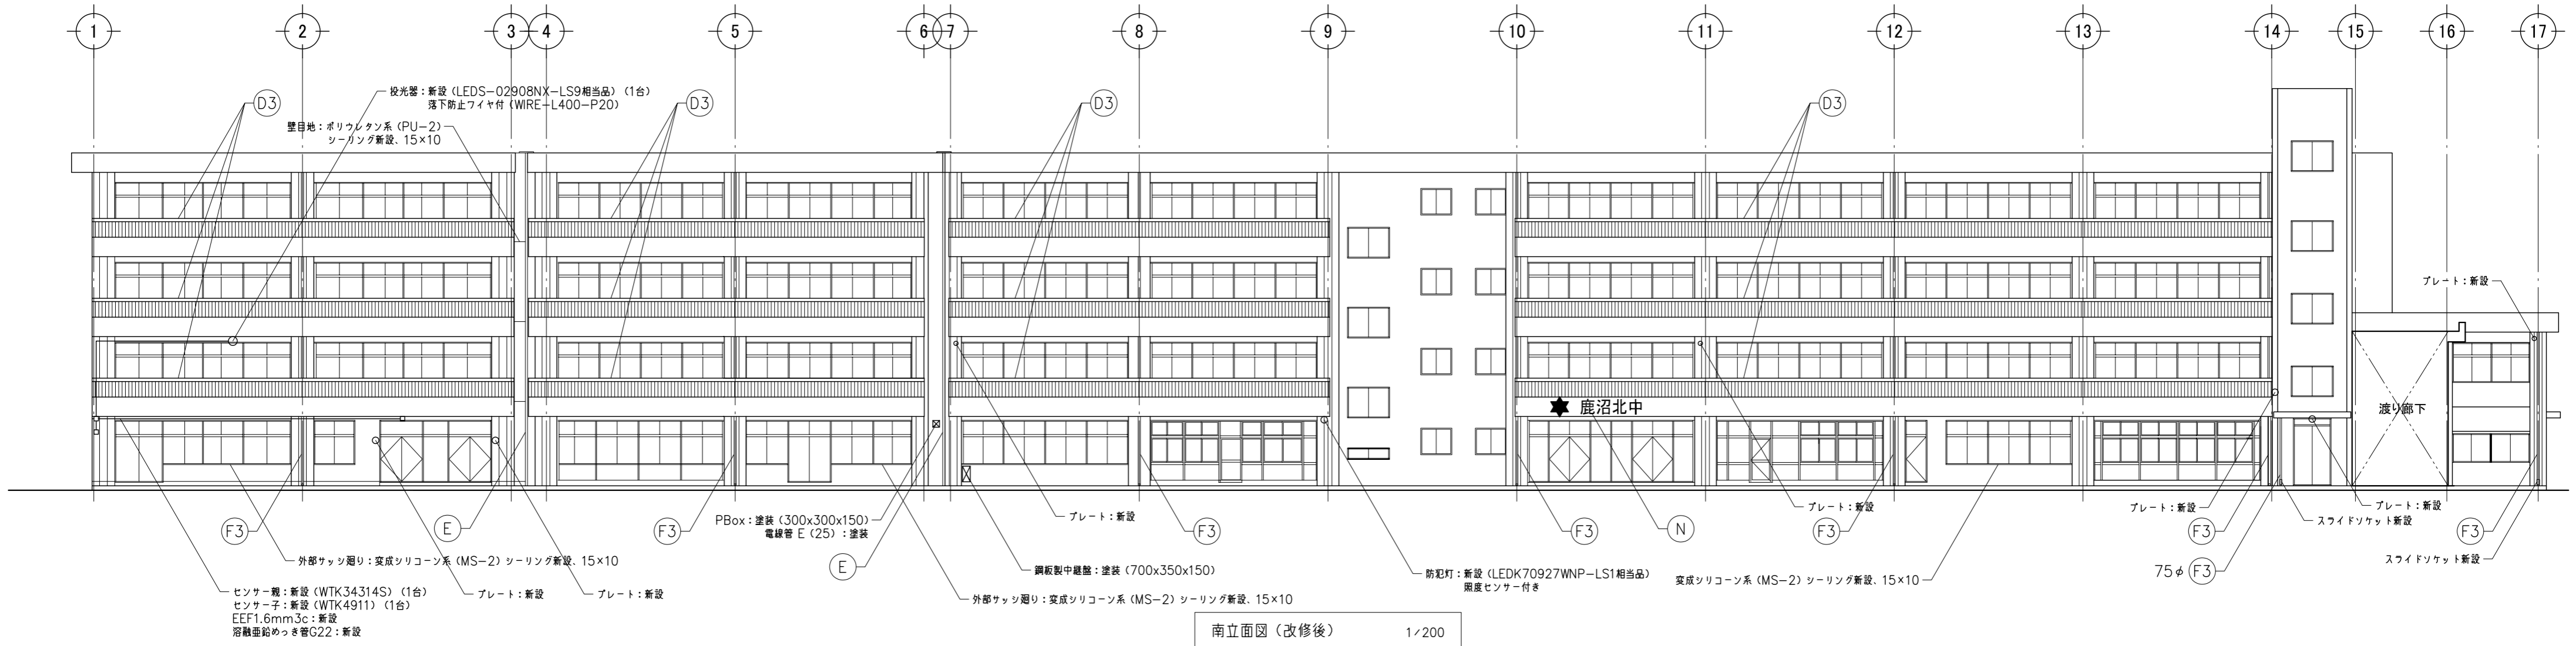 1 2 3 4 5 6 7 8 9 10 11 12 13 14 15 16 17
投光器：新設（LEDS-02908NX-LS9相当品）（1台）
落下防止ワイヤ付（WIRE-L400-P20）
D3 D3 D3 D3
壁目地：ポリウレタン系（PU-2）
シーリング新設、15×10
プレート：新設
鹿沼北中
渡り廊下
F3
E
F3
PBox：塗装（300x300x150）
電線管 E（25）：塗装
E
プレート：新設
F3
F3
N
プレート：新設
F3
プレート：新設
F3
プレート：新設
スライドソケット新設
F3
スライドソケット新設
75φ F3
外部サッシ廻り：変成シリコーン系（MS-2）シーリング新設、15×10
鋼板製中継盤：塗装（700x350x150）
防犯灯：新設（LEDK70927WNP-LS1相当品）
照度センサー付き
変成シリコーン系（MS-2）シーリング新設、15×10
センサー親：新設（WTK34314S）（1台）
センサー子：新設（WTK4911）（1台）
EEF1.6mm3c：新設
溶融亜鉛めっき管G22：新設
プレート：新設
プレート：新設
外部サッシ廻り：変成シリコーン系（MS-2）シーリング新設、15×10
南立面図（改修後） 1/200